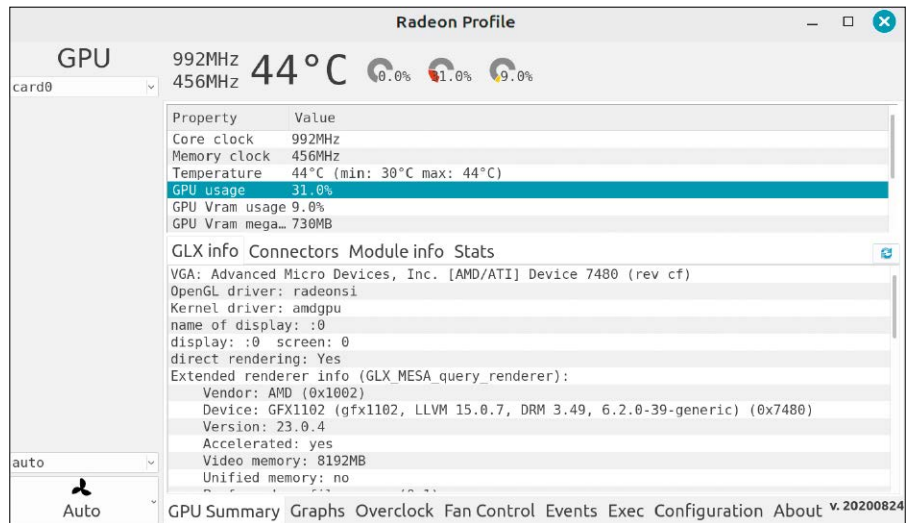 Radeon Profile
GPU
card0
992MHz
456MHz
44°C
0.0%
31.0%
9.0%
Property Value
Core clock 992MHz
Memory clock 456MHz
Temperature 44°C (min: 30°C max: 44°C)
GPU usage 31.0%
GPU Vram usage 9.0%
GPU Vram mega… 730MB
GLX info Connectors Module info Stats
VGA: Advanced Micro Devices, Inc. [AMD/ATI] Device 7480 (rev cf)
OpenGL driver: radeonsi
Kernel driver: amdgpu
name of display: :0
display: :0 screen: 0
direct rendering: Yes
Extended renderer info (GLX_MESA_query_renderer):
Vendor: AMD (0x1002)
Device: GFX1102 (gfx1102, LLVM 15.0.7, DRM 3.49, 6.2.0-39-generic) (0x7480)
Version: 23.0.4
Accelerated: yes
Video memory: 8192MB
Unified memory: no
auto
Auto
GPU Summary Graphs Overclock Fan Control Events Exec Configuration About v. 20200824